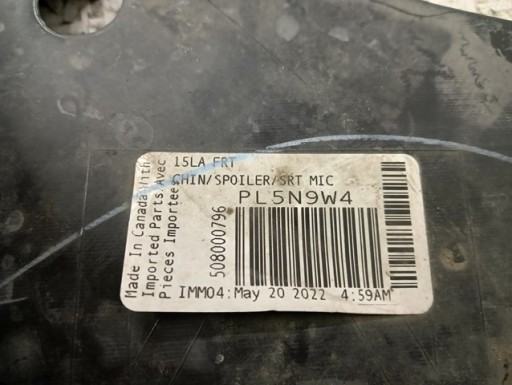 15LA FRT
CHIN/SPOILER/SRT MIC
PL5N9W4
508000796
IMM04: May 20 2022 4:59AM
Made In Canada With
Imported Parts/Avec
Pieces Importees